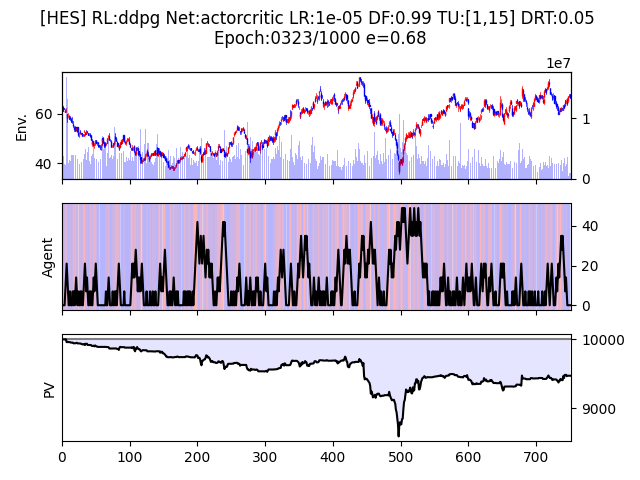 [HES] RL:ddpg Net:actorcritic LR:1e-05 DF:0.99 TU:[1,15] DRT:0.05
Epoch:0323/1000 e=0.68
1e7
Env.
60
40
1
0
Agent
40
20
0
PV
10000
9000
0 100 200 300 400 500 600 700